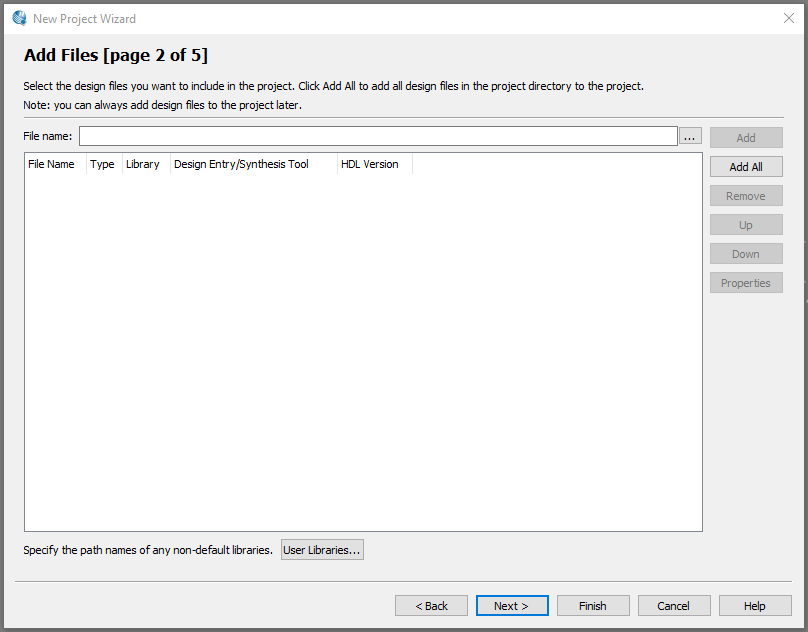 New Project Wizard
Add Files [page 2 of 5]
Select the design files you want to include in the project. Click Add All to add all design files in the project directory to the project.
Note: you can always add design files to the project later.
File name: ... Add
File Name Type Library Design Entry/Synthesis Tool HDL Version
Add All
Remove
Up
Down
Properties
Specify the path names of any non-default libraries. User Libraries...
< Back Next > Finish Cancel Help